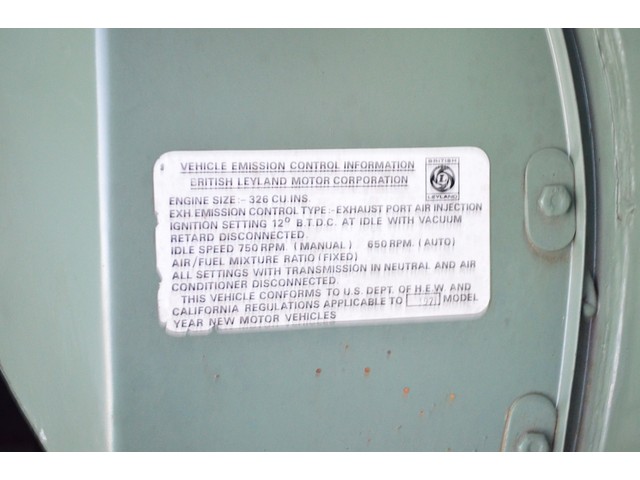 VEHICLE EMISSION CONTROL INFORMATION
BRITISH LEYLAND MOTOR CORPORATION
BRITISH
LEYLAND
ENGINE SIZE:- 326 CU.INS.
EXH.EMISSION CONTROL TYPE:-EXHAUST PORT AIR INJECTION
IGNITION SETTING 12° B.T.D.C. AT IDLE WITH VACUUM
RETARD DISCONNECTED.
IDLE SPEED 750 RPM. (MANUAL) 650 RPM. (AUTO)
AIR/FUEL MIXTURE RATIO (FIXED)
ALL SETTINGS WITH TRANSMISSION IN NEUTRAL AND AIR
CONDITIONER DISCONNECTED.
THIS VEHICLE CONFORMS TO U.S. DEPT. OF H.E.W. AND
CALIFORNIA REGULATIONS APPLICABLE TO MODEL
YEAR NEW MOTOR VEHICLES